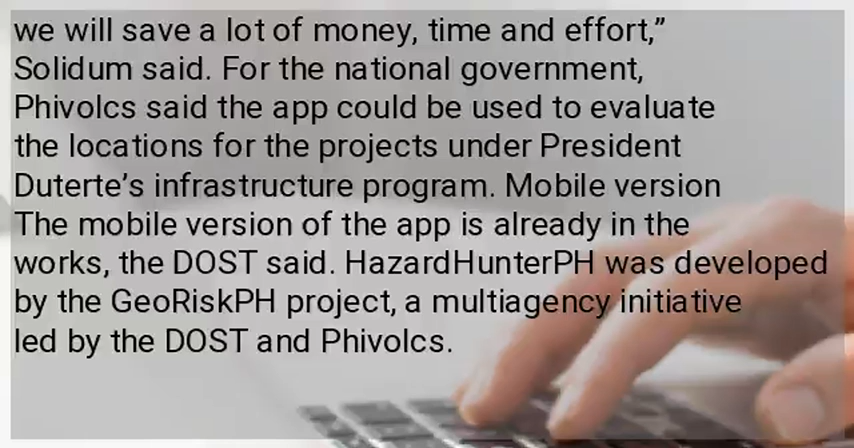 we will save a lot of money, time and effort,”
Solidum said. For the national government,
Phivolcs said the app could be used to evaluate
the locations for the projects under President
Duterte’s infrastructure program. Mobile version
The mobile version of the app is already in the
works, the DOST said. HazardHunterPH was developed
by the GeoRiskPH project, a multiagency initiative
led by the DOST and Phivolcs.